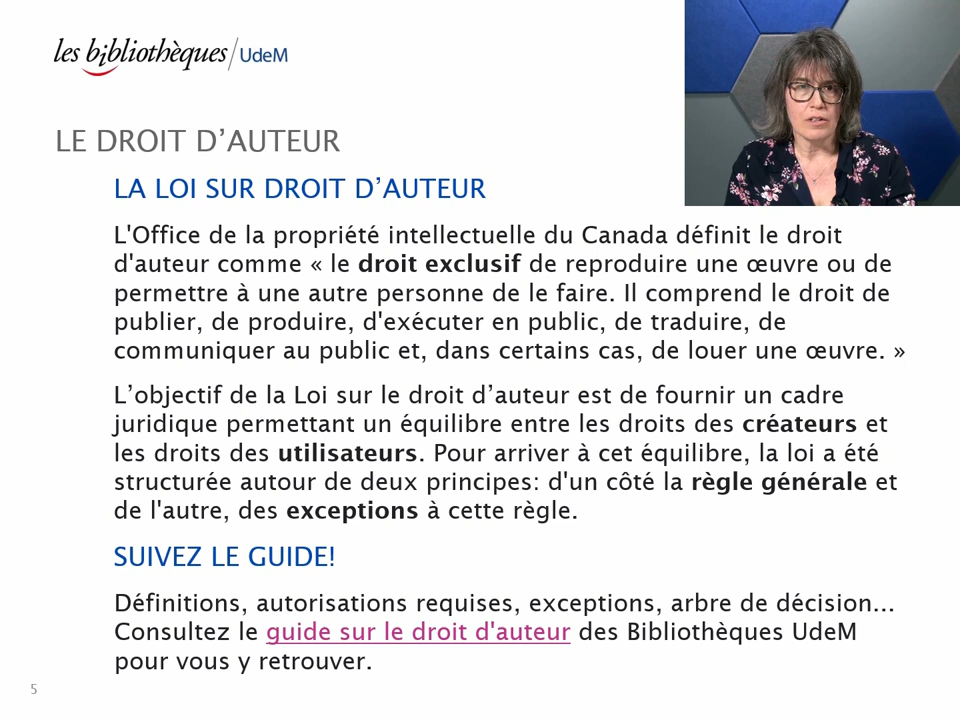 les bibliothèques/UdeM
LE DROIT D’AUTEUR
LA LOI SUR DROIT D’AUTEUR
L'Office de la propriété intellectuelle du Canada définit le droit
d'auteur comme « le droit exclusif de reproduire une œuvre ou de
permettre à une autre personne de le faire. Il comprend le droit de
publier, de produire, d'exécuter en public, de traduire, de
communiquer au public et, dans certains cas, de louer une œuvre. »
L’objectif de la Loi sur le droit d’auteur est de fournir un cadre
juridique permettant un équilibre entre les droits des créateurs et
les droits des utilisateurs. Pour arriver à cet équilibre, la loi a été
structurée autour de deux principes: d'un côté la règle générale et
de l'autre, des exceptions à cette règle.
SUIVEZ LE GUIDE!
Définitions, autorisations requises, exceptions, arbre de décision...
Consultez le guide sur le droit d'auteur des Bibliothèques UdeM
pour vous y retrouver.
5